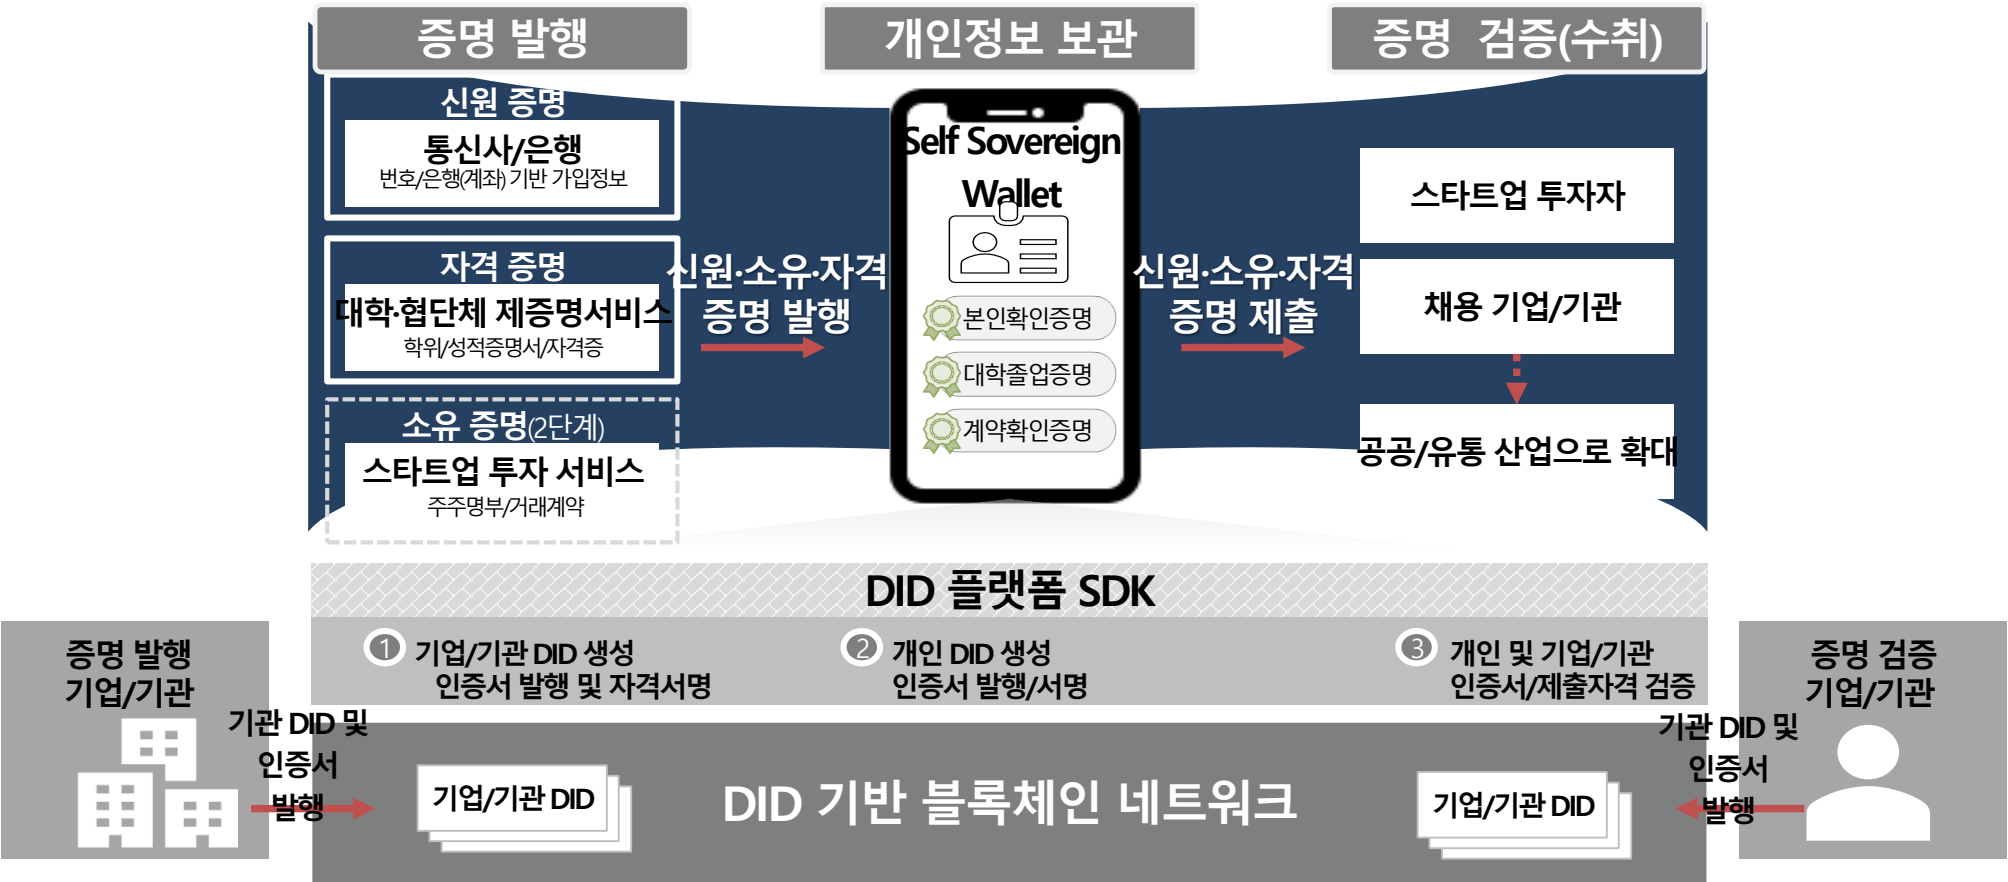 증명 발행
개인정보 보관
증명 검증(수취)
신원 증명
통신사/은행
번호/은행(계좌) 기반 가입정보
자격 증명
대학·협단체 제증명서비스
학위/성적증명서/자격증
소유 증명(2단계)
스타트업 투자 서비스
주주명부/거래계약
신원·소유·자격
증명 발행
Self Sovereign
Wallet
본인확인증명
대학졸업증명
계약확인증명
신원·소유·자격
증명 제출
스타트업 투자자
채용 기업/기관
공공/유통 산업으로 확대
DID 플랫폼 SDK
1 기업/기관 DID 생성
인증서 발행 및 자격서명
2 개인 DID 생성
인증서 발행/서명
3 개인 및 기업/기관
인증서/제출자격 검증
증명 발행
기업/기관
기관 DID 및
인증서
발행
기업/기관 DID
DID 기반 블록체인 네트워크
기업/기관 DID
증명 검증
기업/기관
기관 DID 및
인증서
발행